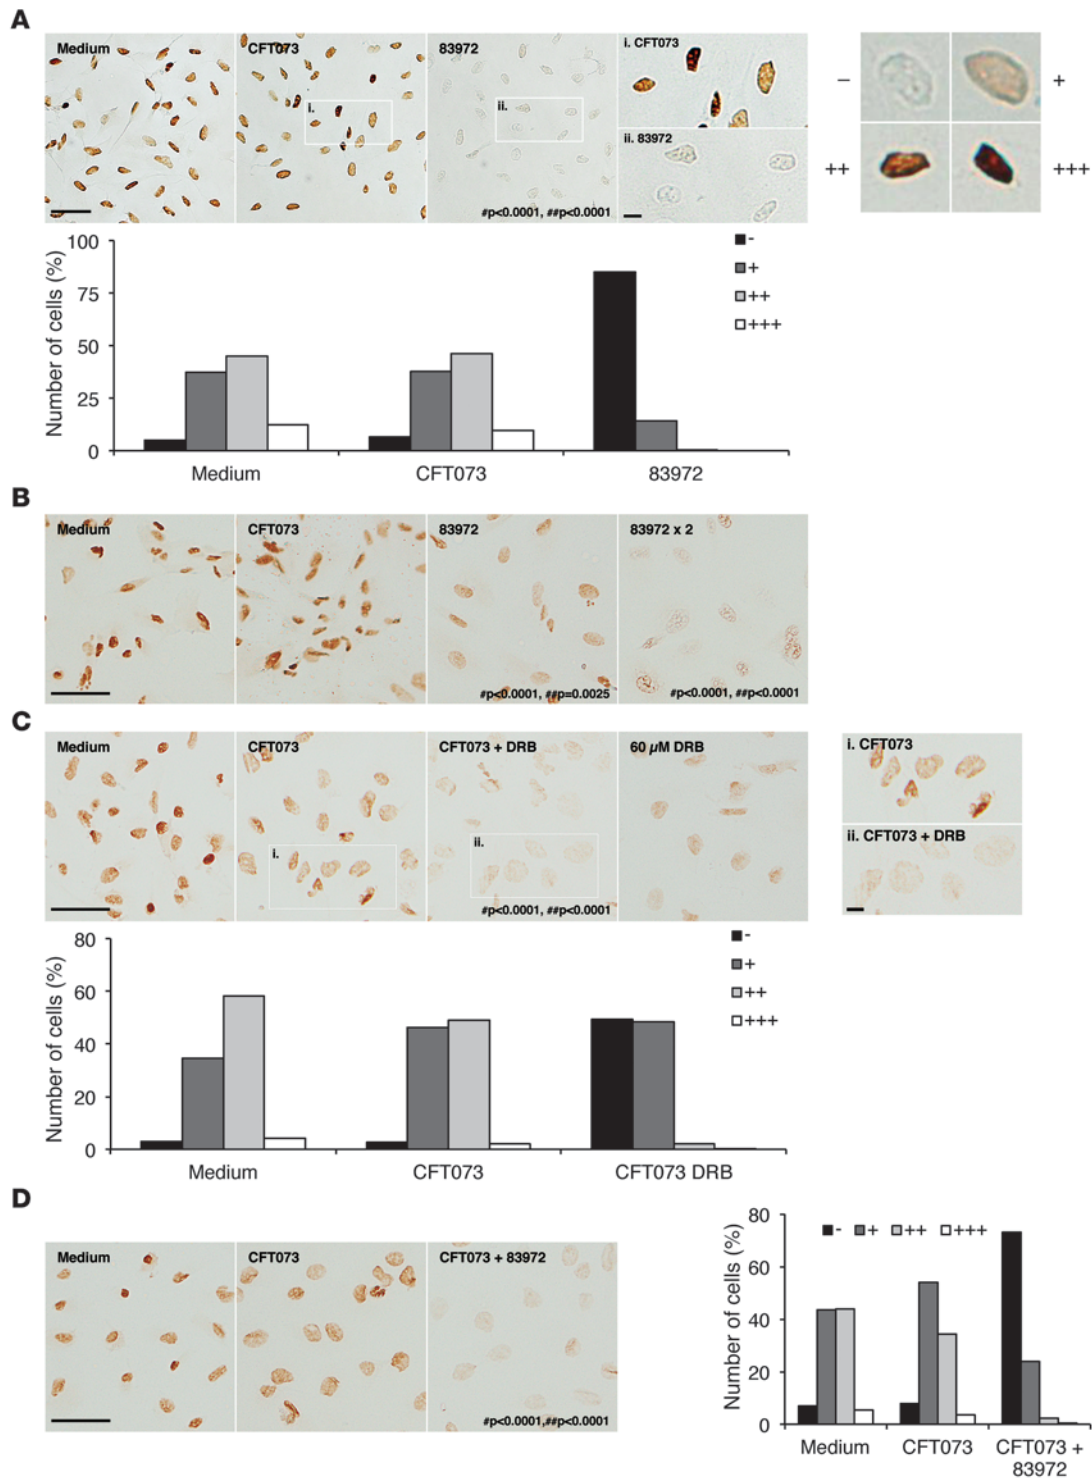 A
Medium CFT073 83972 i. CFT073
i. ii.
ii. 83972
#p<0.0001, ##p<0.0001
– +
++ +++
Number of cells (%)
100
75
50
25
0
-
+
++
+++
Medium CFT073 83972
B
Medium CFT073 83972 83972 x 2
#p<0.0001, ##p=0.0025 #p<0.0001, ##p<0.0001
C
Medium CFT073 CFT073 + DRB 60 µM DRB
i. ii.
#p<0.0001, ##p<0.0001
i. CFT073
ii. CFT073 + DRB
Number of cells (%)
80
60
40
20
0
-
+
++
+++
Medium CFT073 CFT073 DRB
D
Medium CFT073 CFT073 + 83972
#p<0.0001,##p<0.0001
Number of cells (%)
80
60
40
20
0
- + ++ +++
Medium CFT073 CFT073 +
83972